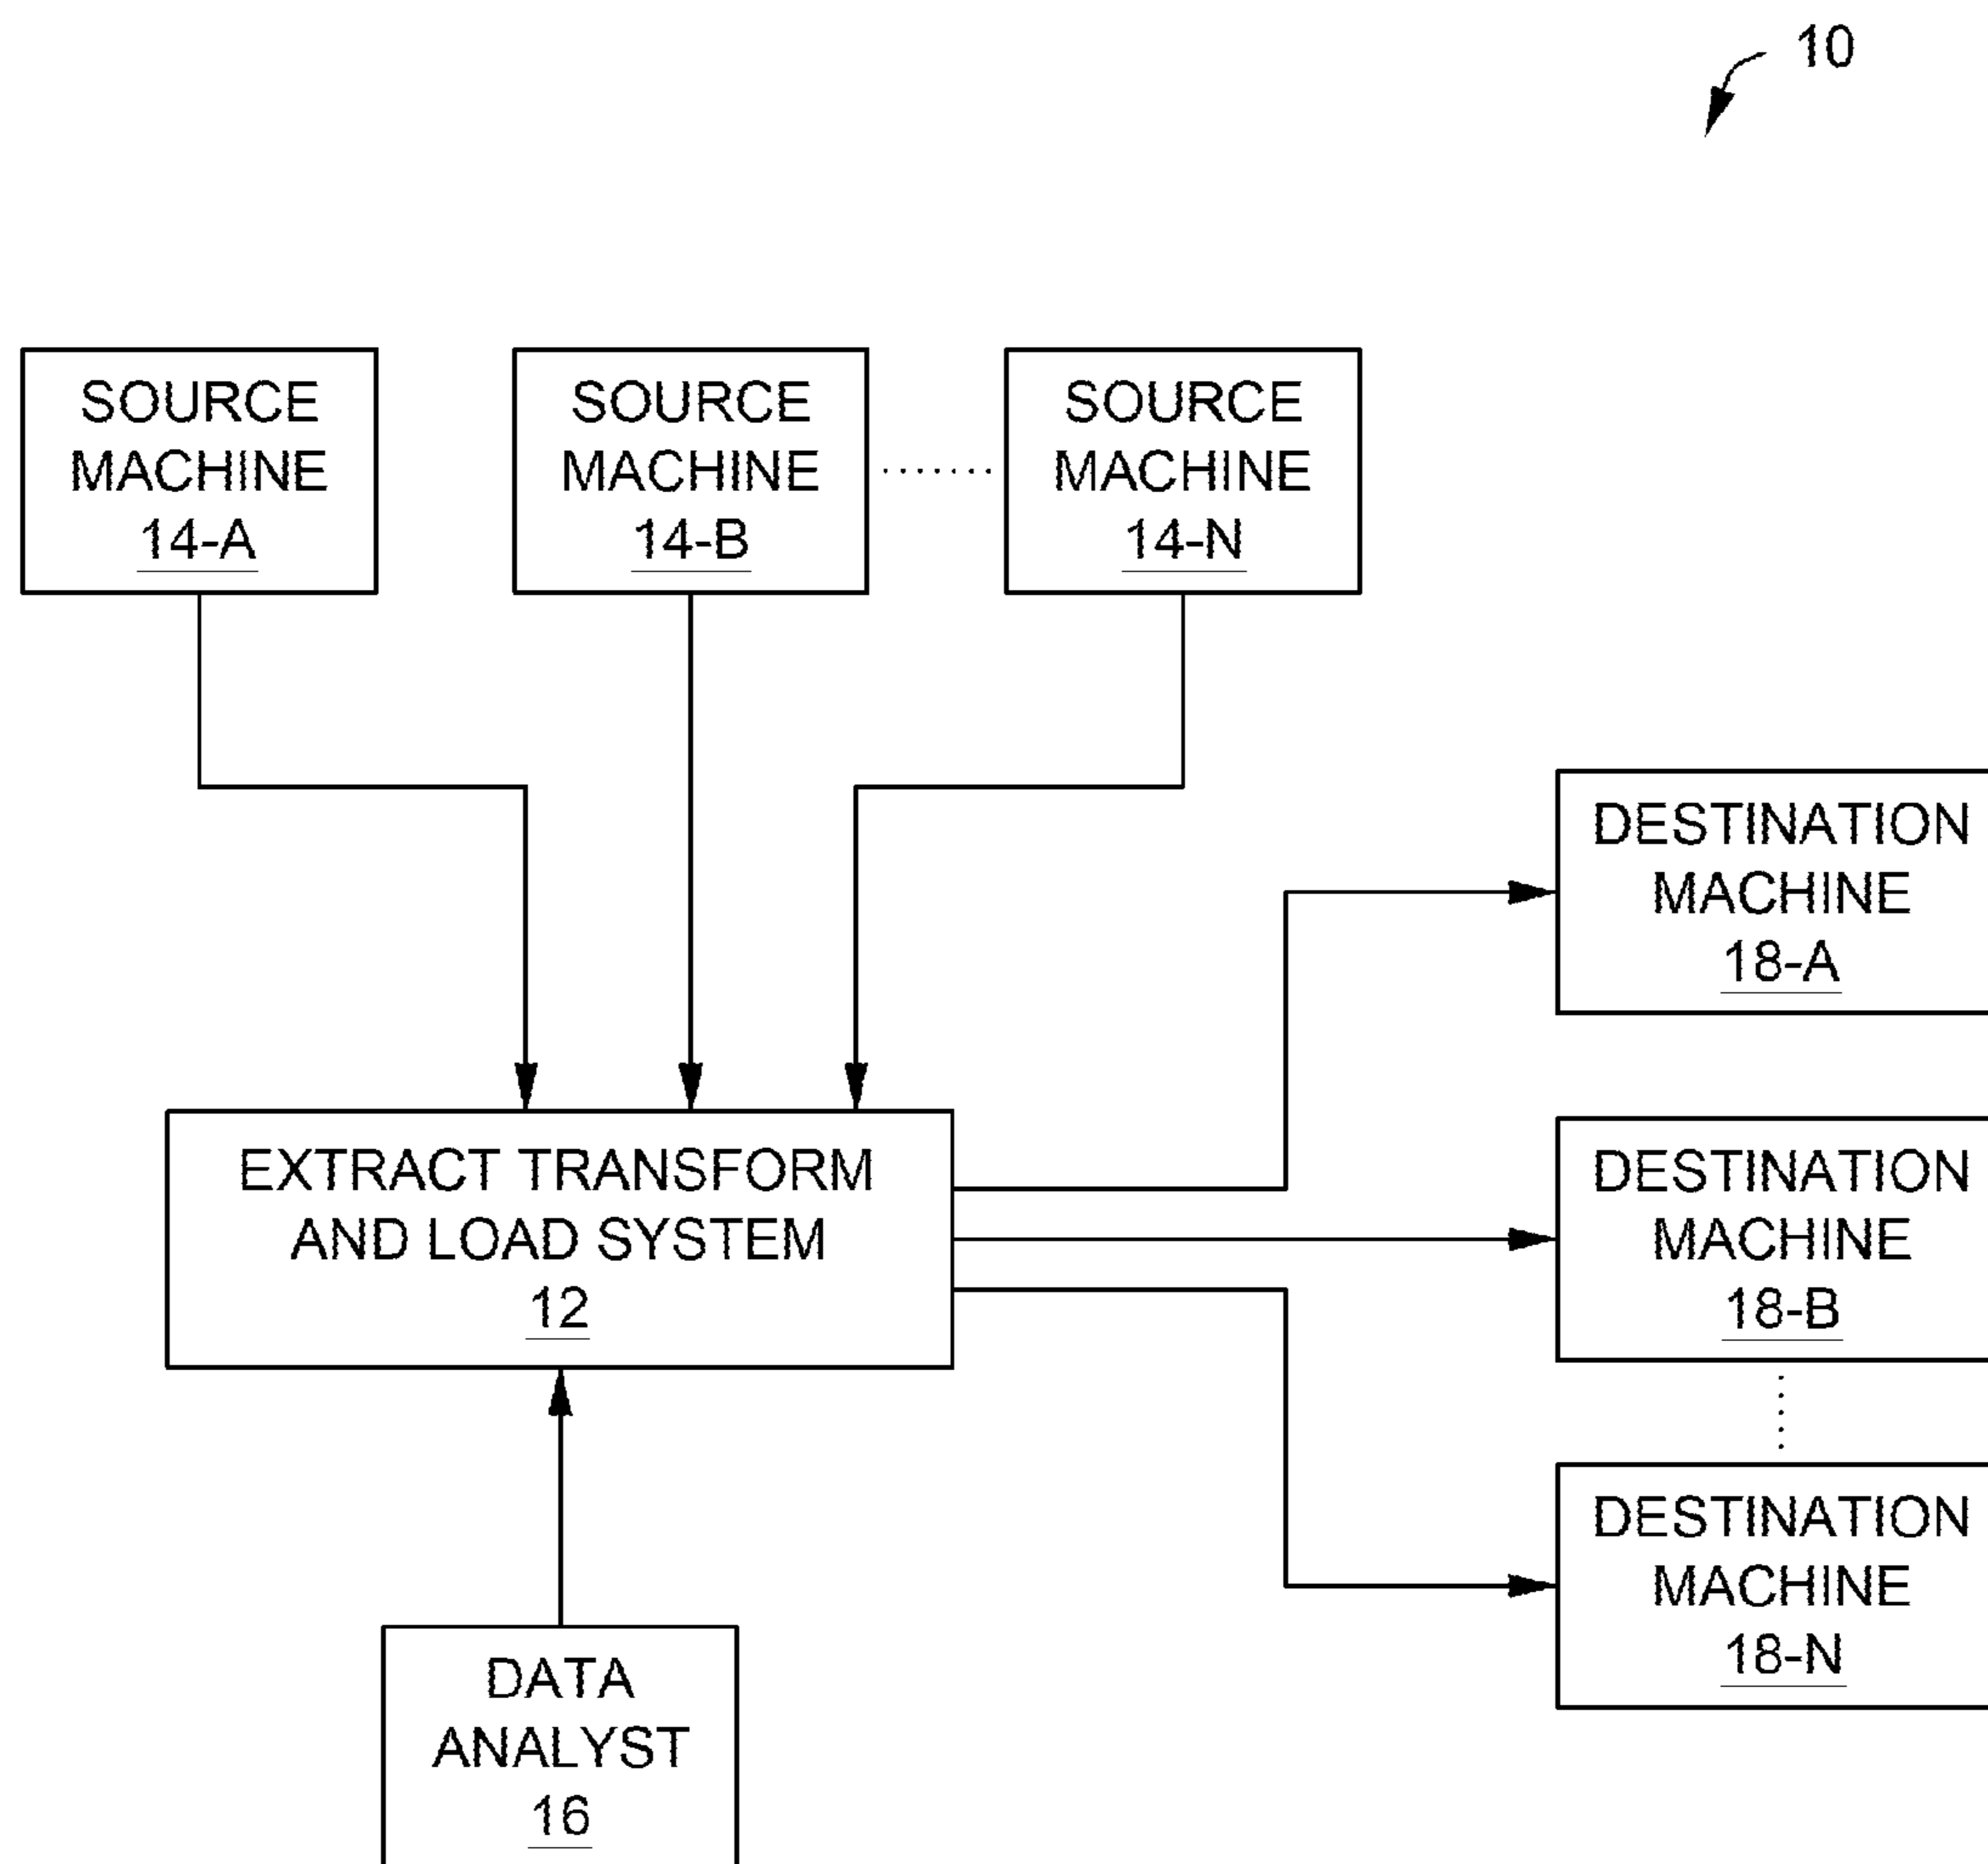 10
SOURCE
MACHINE
14-A
SOURCE
MACHINE
14-B
SOURCE
MACHINE
14-N
DESTINATION
MACHINE
18-A
EXTRACT TRANSFORM
AND LOAD SYSTEM
12
DESTINATION
MACHINE
18-B
DESTINATION
MACHINE
18-N
DATA
ANALYST
16